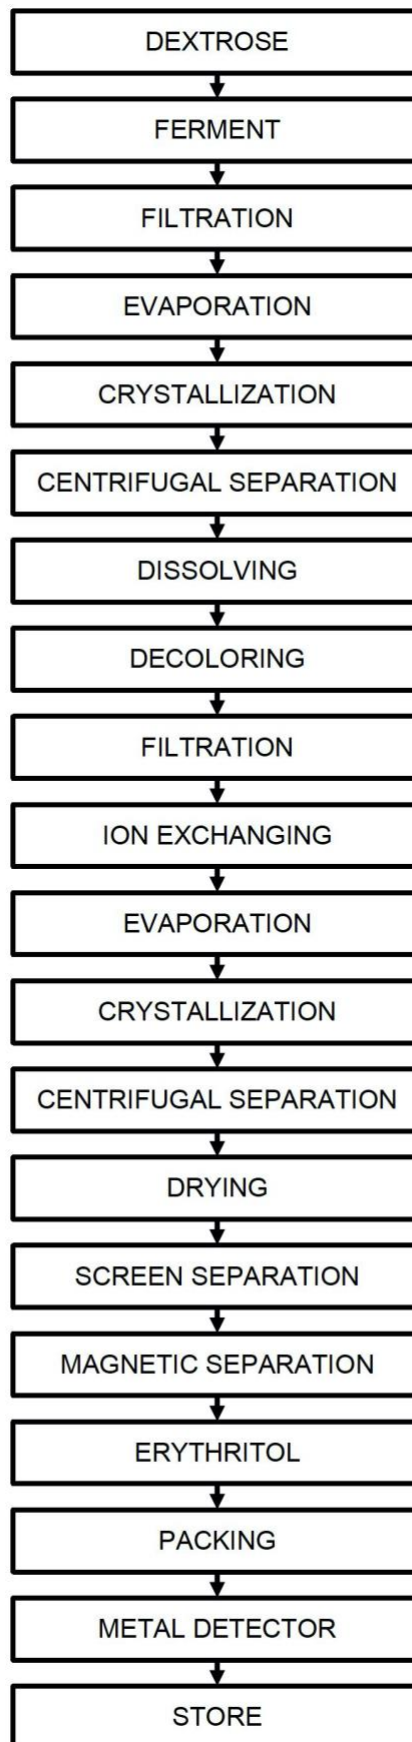 DEXTROSE
FERMENT
FILTRATION
EVAPORATION
CRYSTALLIZATION
CENTRIFUGAL SEPARATION
DISSOLVING
DECOLORING
FILTRATION
ION EXCHANGING
EVAPORATION
CRYSTALLIZATION
CENTRIFUGAL SEPARATION
DRYING
SCREEN SEPARATION
MAGNETIC SEPARATION
ERYTHRITOL
PACKING
METAL DETECTOR
STORE